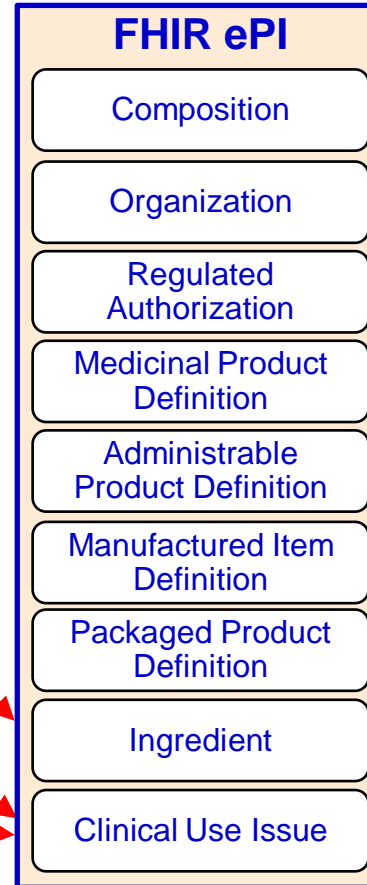 FHIR ePI
Composition
Organization
Regulated
Authorization
Medicinal Product
Definition
Administrable
Product Definition
Manufactured Item
Definition
Packaged Product
Definition
Ingredient
Clinical Use Issue